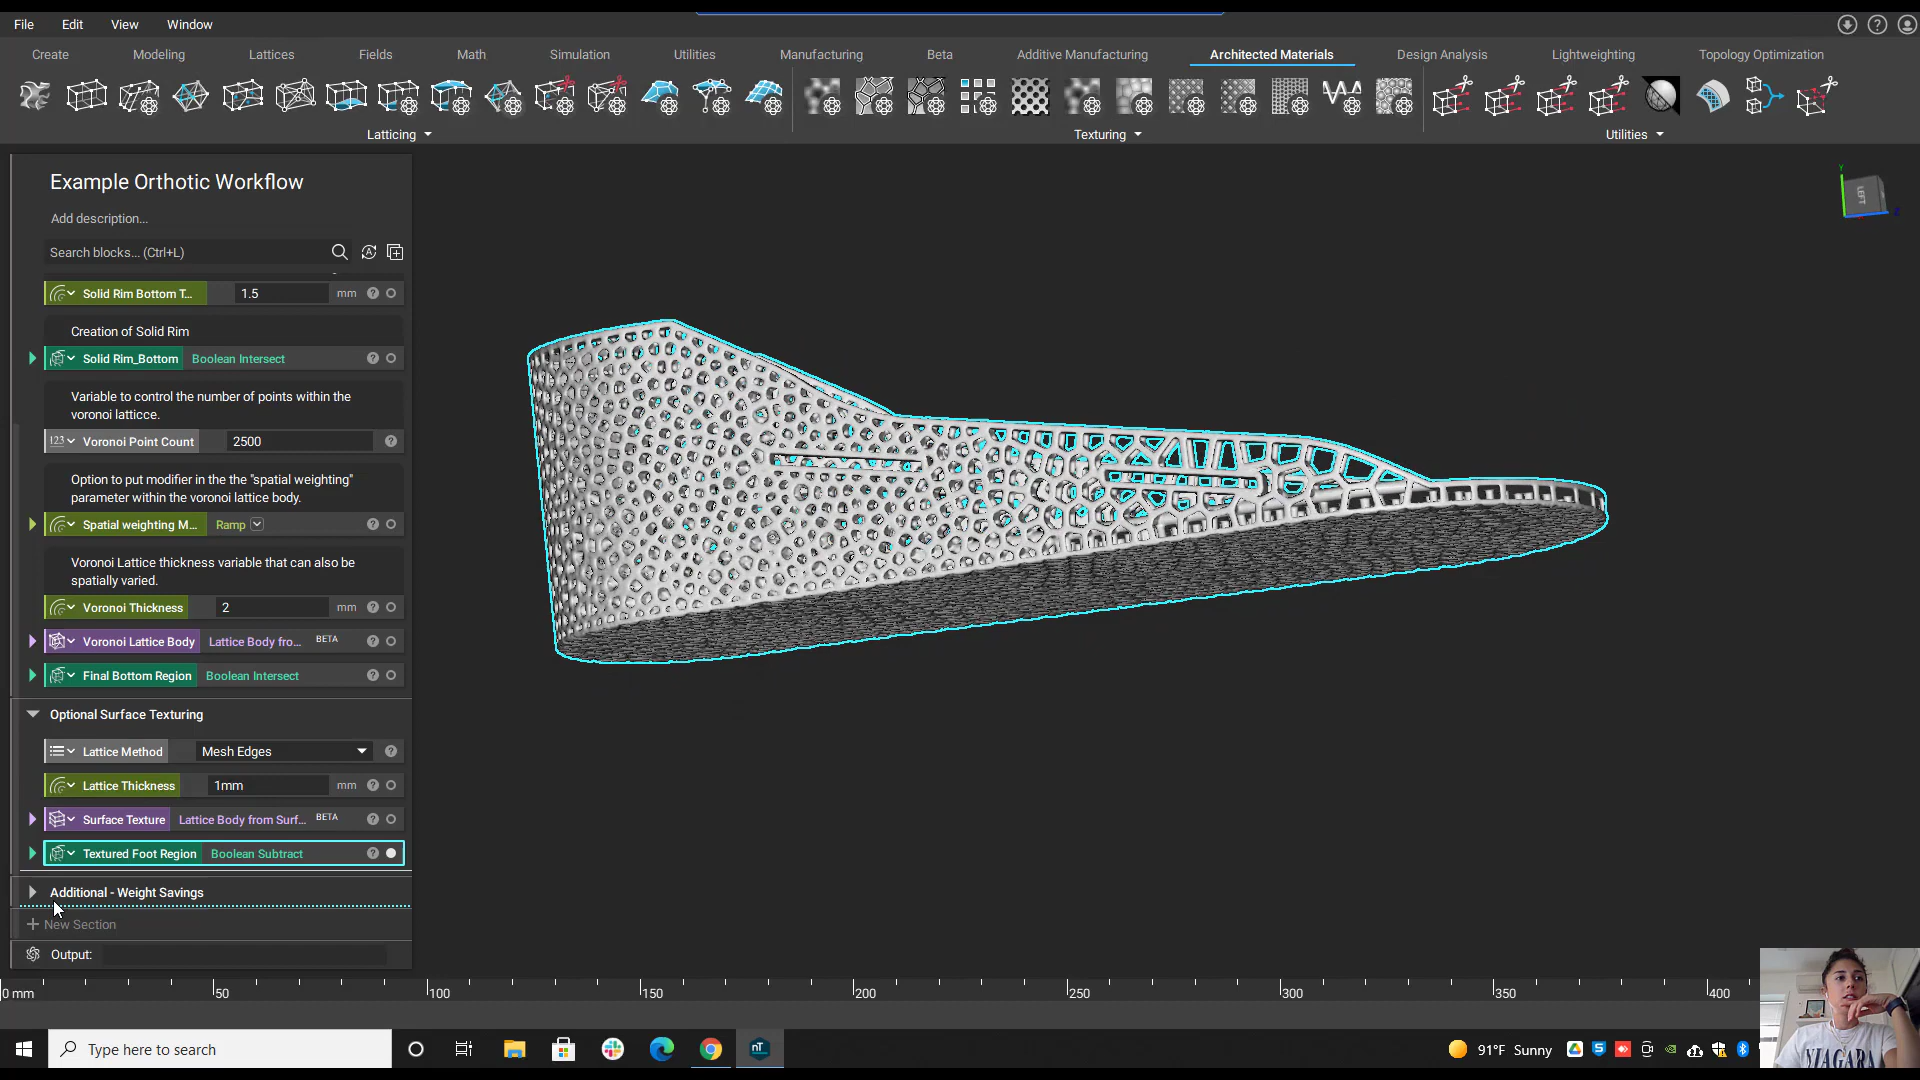 File Edit View Window
Create Modeling Lattices Fields Math Simulation Utilities Manufacturing Beta Additive Manufacturing Architected Materials Design Analysis Lightweighting Topology Optimization
Latticing Texturing Utilities
Example Orthotic Workflow
Add description...
Search blocks... (Ctrl+L)
Solid Rim Bottom T... 1.5 mm
Creation of Solid Rim
Solid Rim_Bottom Boolean Intersect
Variable to control the number of points within the
voronoi latticce.
123 Voronoi Point Count 2500
Option to put modifier in the the "spatial weighting"
parameter within the voronoi lattice body.
Spatial weighting M... Ramp
Voronoi Lattice thickness variable that can also be
spatially varied.
Voronoi Thickness 2 mm
Voronoi Lattice Body Lattice Body fro... BETA
Final Bottom Region Boolean Intersect
Optional Surface Texturing
Lattice Method Mesh Edges
Lattice Thickness 1mm mm
Surface Texture Lattice Body from Surf... BETA
Textured Foot Region Boolean Subtract
Additional - Weight Savings
New Section
Output:
0 mm 50 100 150 200 250 300 350 400
Type here to search
nT
91°F Sunny
Y
LEFT
NIAGARA